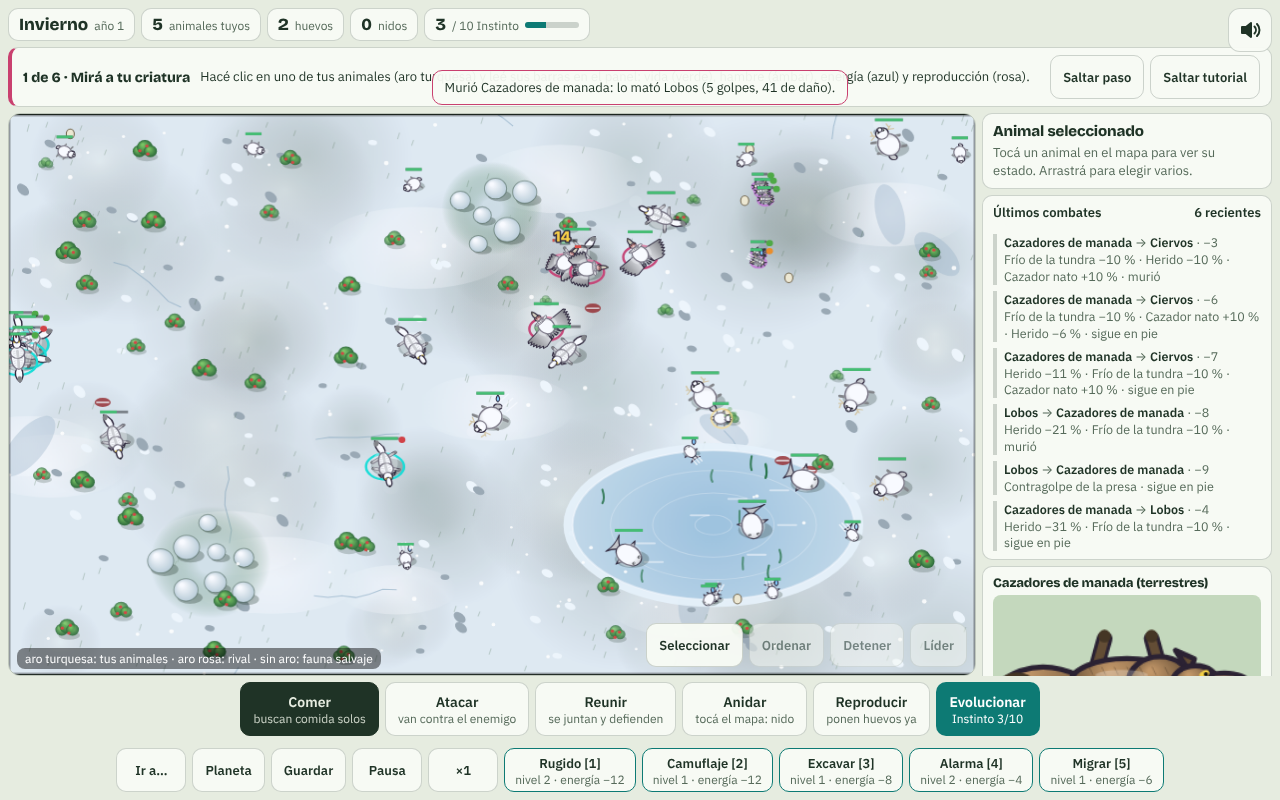 Invierno año 1
5 animales tuyos
2 huevos
0 nidos
3 / 10 Instinto
1 de 6 · Mirá a tu criatura Hacé clic en uno de tus animales (aro tu
gía (azul) y reproducción (rosa).
Saltar paso
Saltar tutorial
Murió Cazadores de manada: lo mató Lobos (5 golpes, 41 de daño).
14
aro turquesa: tus animales · aro rosa: rival · sin aro: fauna salvaje
Seleccionar
Ordenar
Detener
Líder
Animal seleccionado
Tocá un animal en el mapa para ver su
estado. Arrastrá para elegir varios.
Últimos combates 6 recientes
Cazadores de manada → Ciervos · −3
Frío de la tundra −10 % · Herido −10 % ·
Cazador nato +10 % · murió
Cazadores de manada → Ciervos · −6
Frío de la tundra −10 % · Cazador nato +10 %
· Herido −6 % · sigue en pie
Cazadores de manada → Ciervos · −7
Herido −11 % · Frío de la tundra −10 % ·
Cazador nato +10 % · sigue en pie
Lobos → Cazadores de manada · −8
Herido −21 % · Frío de la tundra −10 % ·
murió
Lobos → Cazadores de manada · −9
Contragolpe de la presa · sigue en pie
Cazadores de manada → Lobos · −4
Herido −31 % · Frío de la tundra −10 % ·
sigue en pie
Cazadores de manada (terrestres)
Comer
buscan comida solos
Atacar
van contra el enemigo
Reunir
se juntan y defienden
Anidar
tocá el mapa: nido
Reproducir
ponen huevos ya
Evolucionar
Instinto 3/10
Ir a...
Planeta
Guardar
Pausa
×1
Rugido [1]
nivel 2 · energía −12
Camuflaje [2]
nivel 1 · energía −12
Excavar [3]
nivel 1 · energía −8
Alarma [4]
nivel 2 · energía −4
Migrar [5]
nivel 1 · energía −6